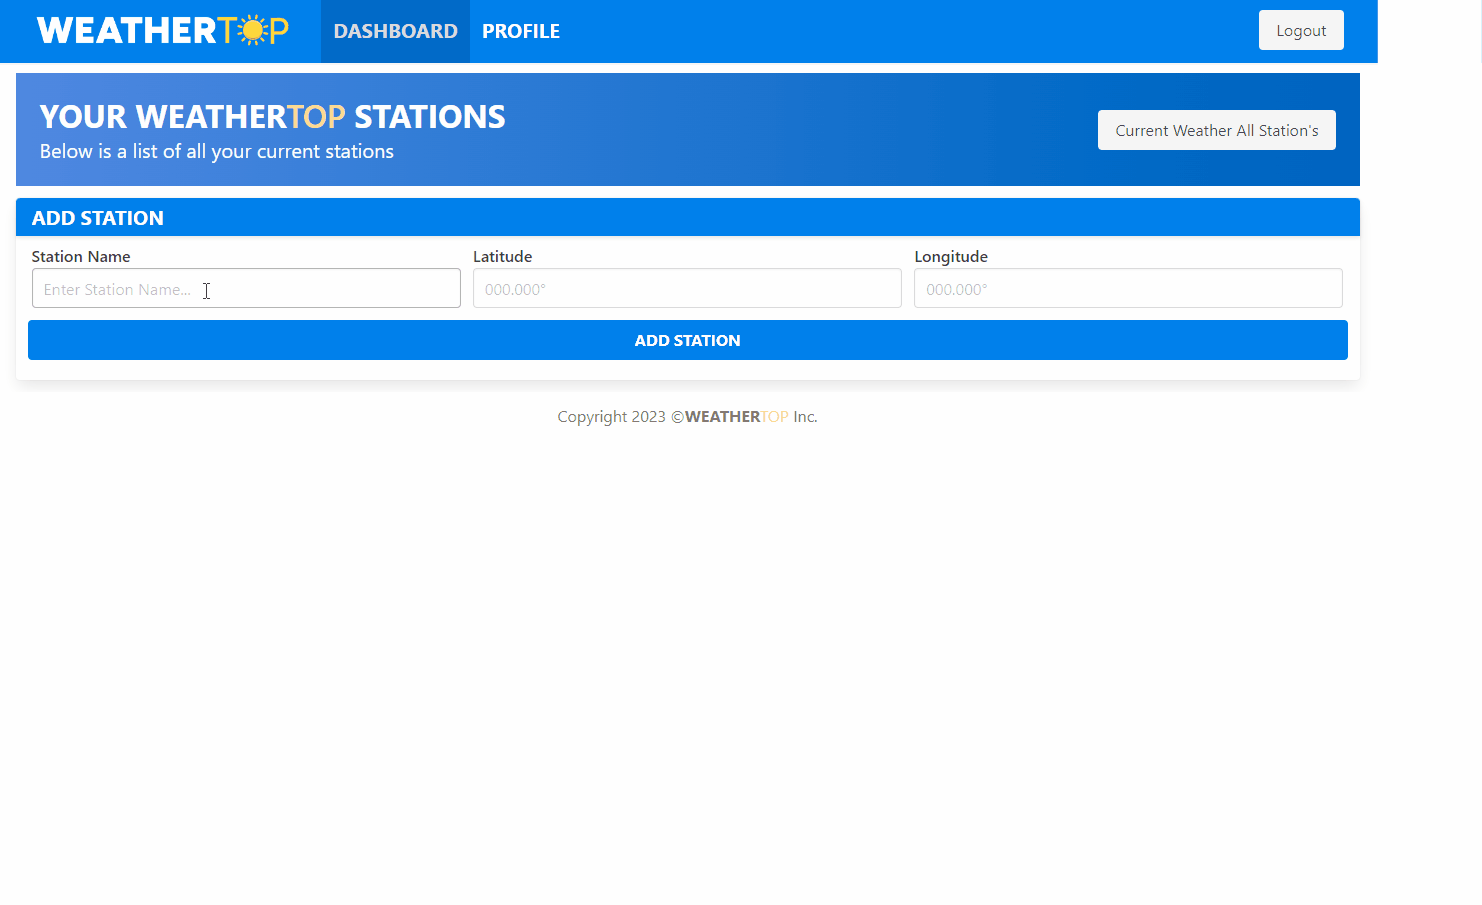 WEATHERTOP DASHBOARD PROFILE Logout
YOUR WEATHERTOP STATIONS
Below is a list of all your current stations
Current Weather All Station's
ADD STATION
Station Name Latitude Longitude
Enter Station Name... 000.000° 000.000°
ADD STATION
Copyright 2023 ©WEATHERTOP Inc.